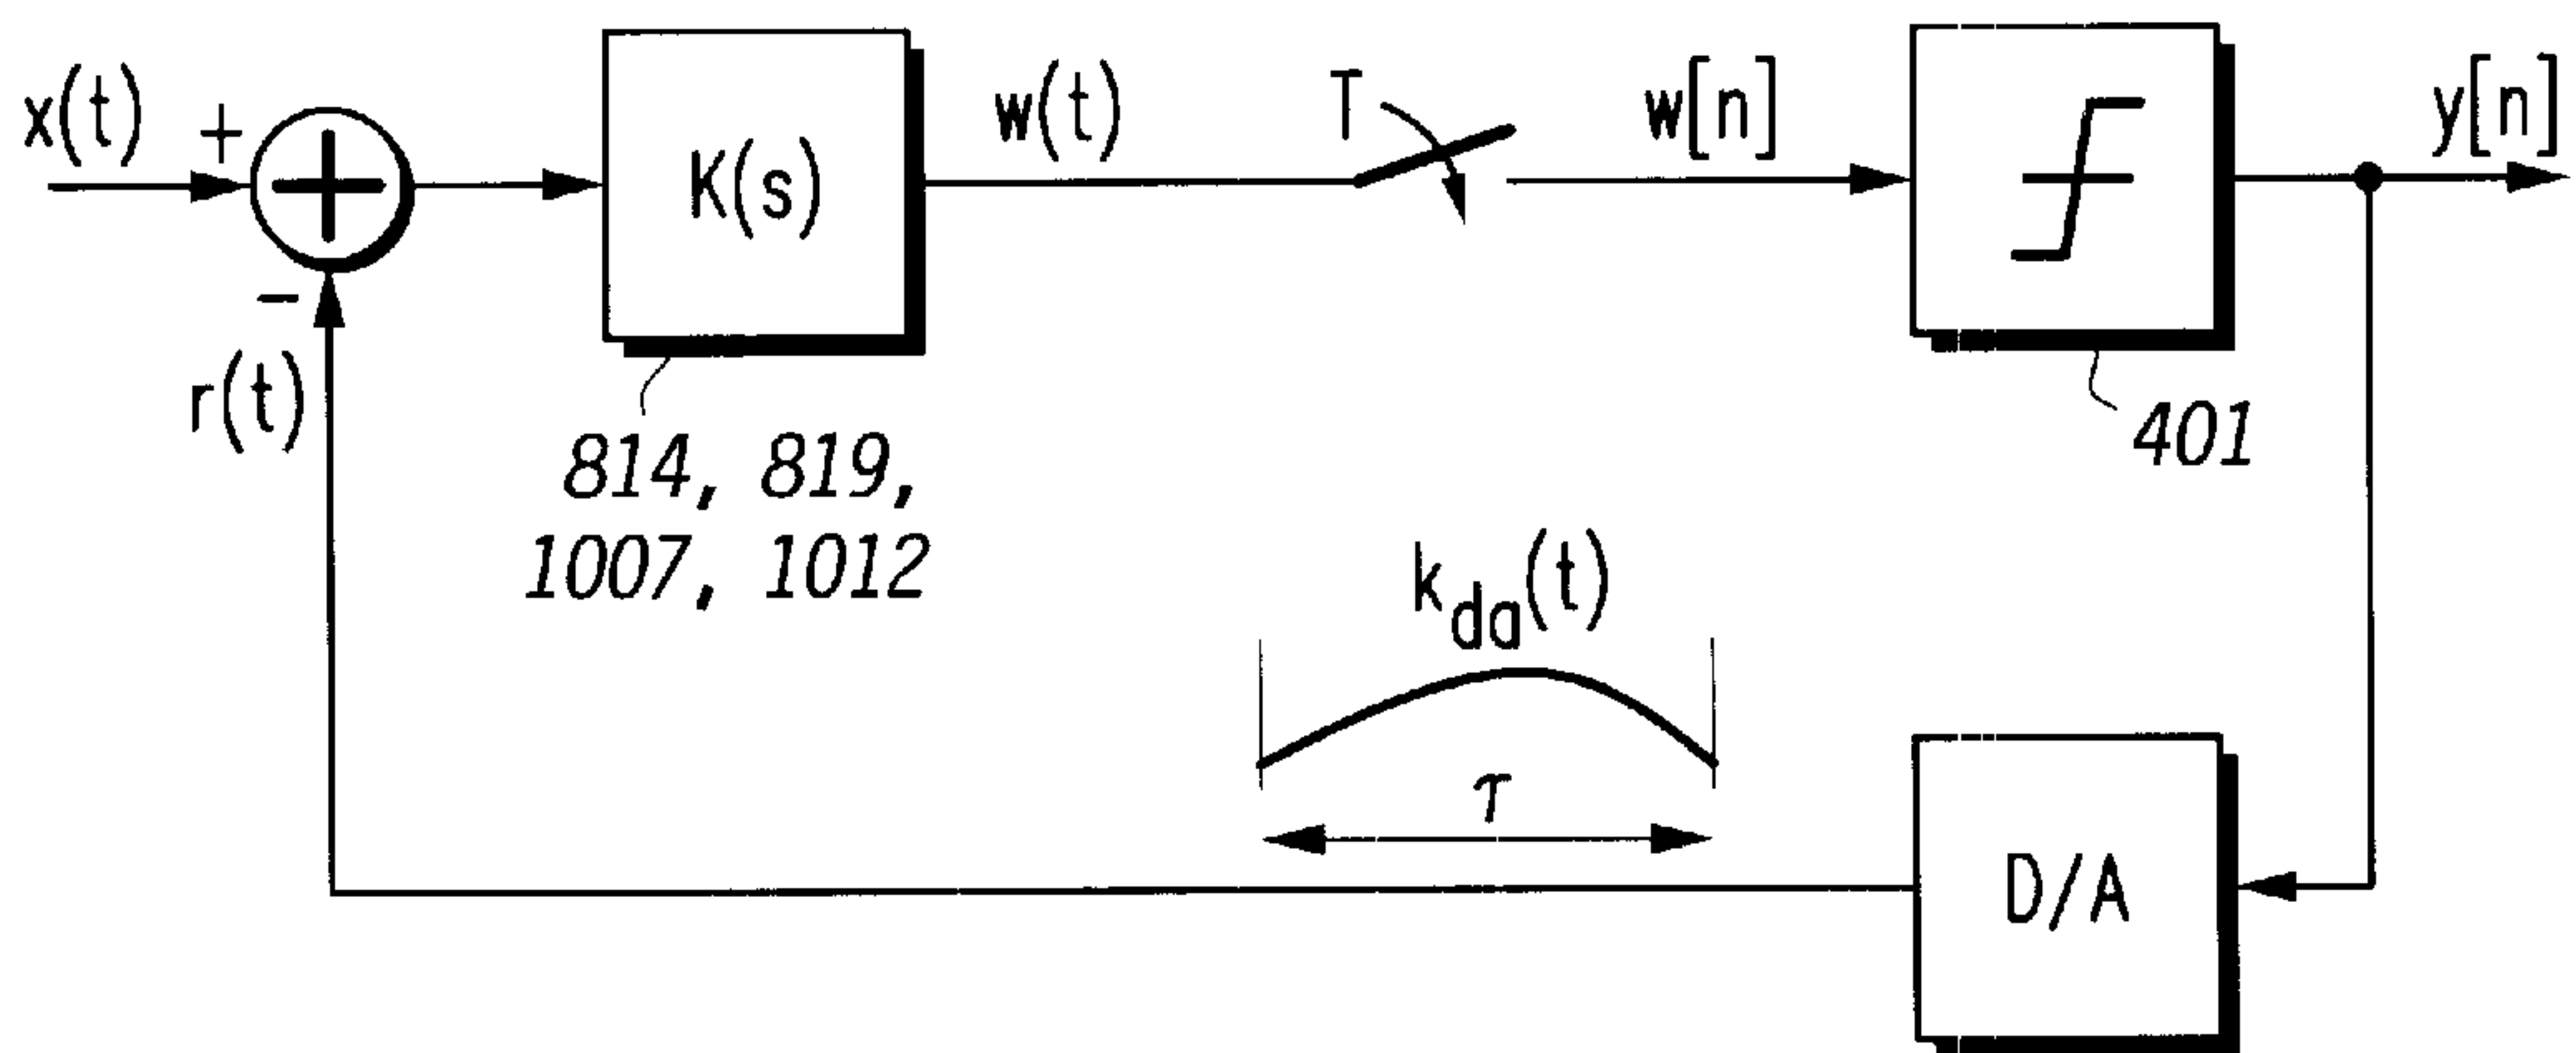 x(t)
+
K(s)
w(t)
T
w[n]
y[n]
-
r(t)
814, 819,
1007, 1012
401
k_da(t)
τ
D/A